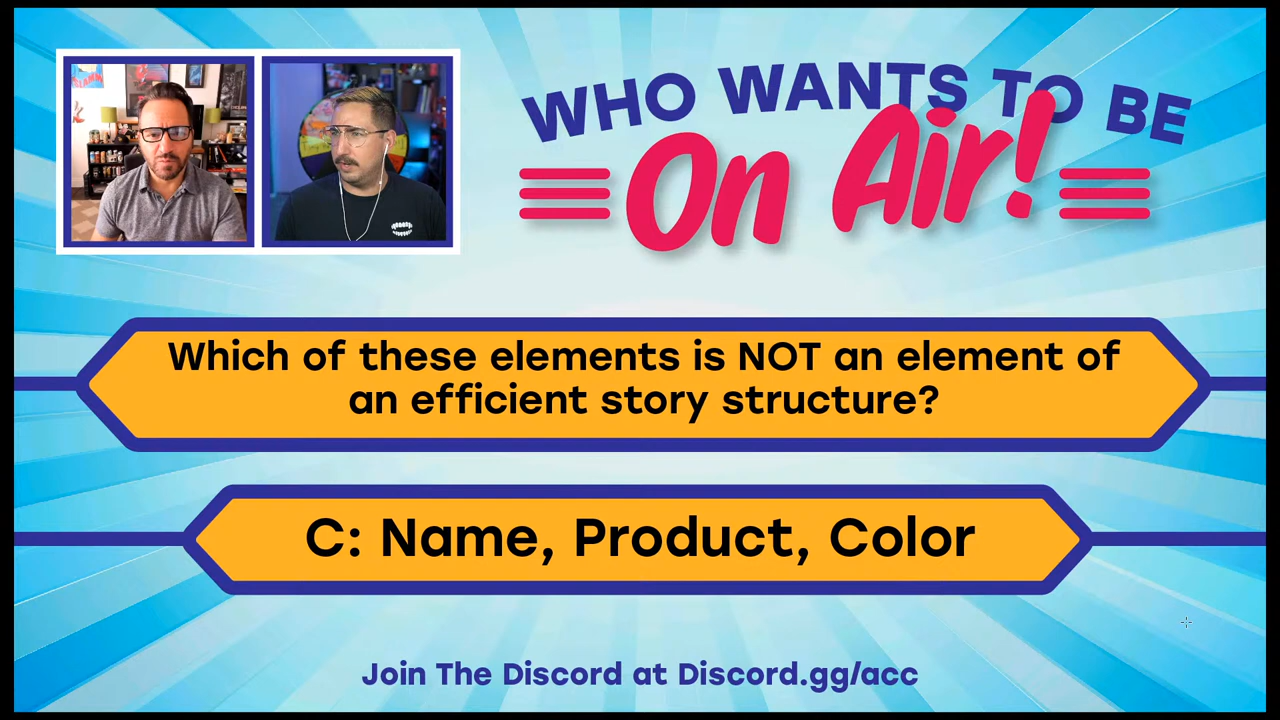 WHO WANTS TO BE
On Air!
Which of these elements is NOT an element of
an efficient story structure?
C: Name, Product, Color
Join The Discord at Discord.gg/acc